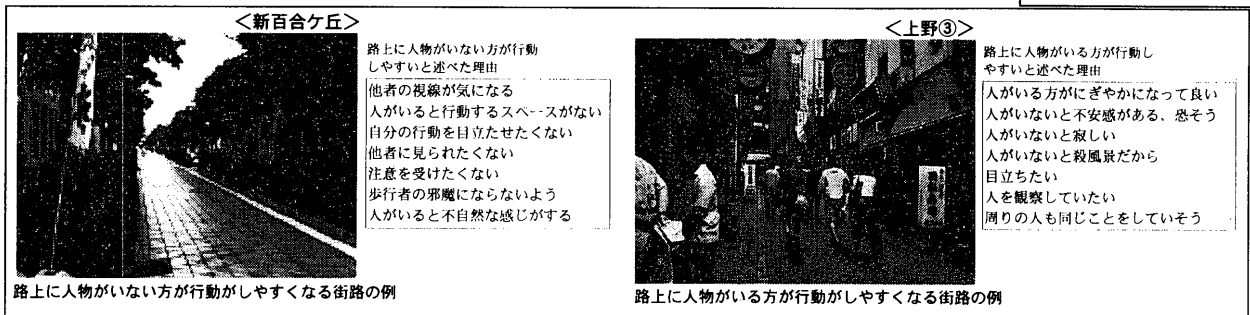 ＜新百合ケ丘＞
路上に人物がいない方が行動
しやすいと述べた理由
他者の視線が気になる
人がいると行動するスペースがない
自分の行動を目立たせたくない
他者に見られたくない
注意を受けたくない
歩行者の邪魔にならないよう
人がいると不自然な感じがする
路上に人物がいない方が行動がしやすくなる街路の例
＜上野③＞
路上に人物がいる方が行動し
やすいと述べた理由
人がいる方がにぎやかになって良い
人がいないと不安感がある、恐そう
人がいないと寂しい
人がいないと殺風景だから
目立ちたい
人を観察していたい
周りの人も同じことをしていそう
路上に人物がいる方が行動がしやすくなる街路の例